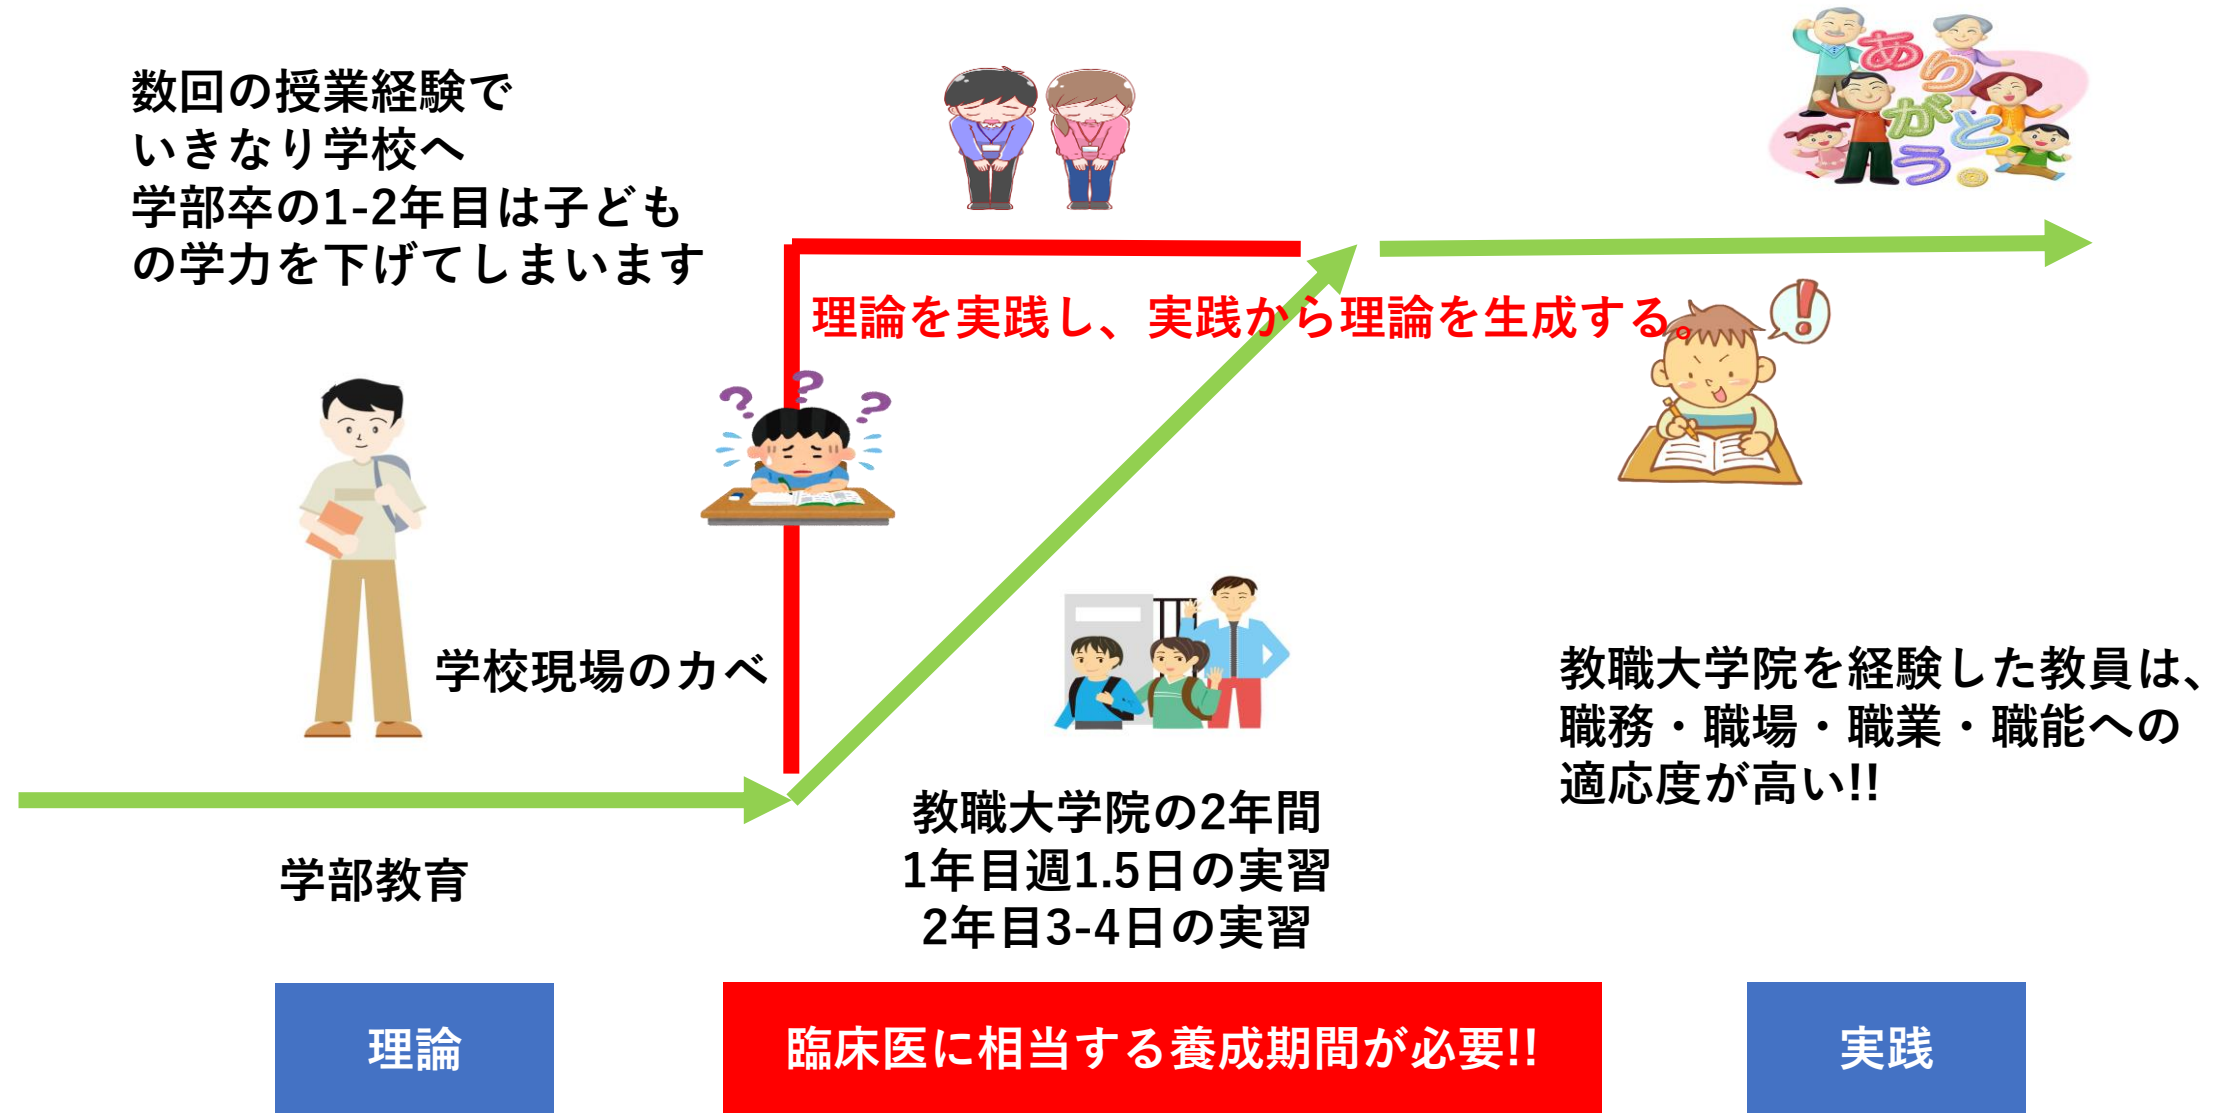 数回の授業経験で
いきなり学校へ
学部卒の1-2年目は子ども
の学力を下げてしまいます
ありがとう。
理論を実践し、実践から理論を生成する。
学校現場のカベ
教職大学院を経験した教員は、
職務・職場・職業・職能への
適応度が高い!!
学部教育
教職大学院の2年間
1年目週1.5日の実習
2年目3-4日の実習
理論
臨床医に相当する養成期間が必要!!
実践